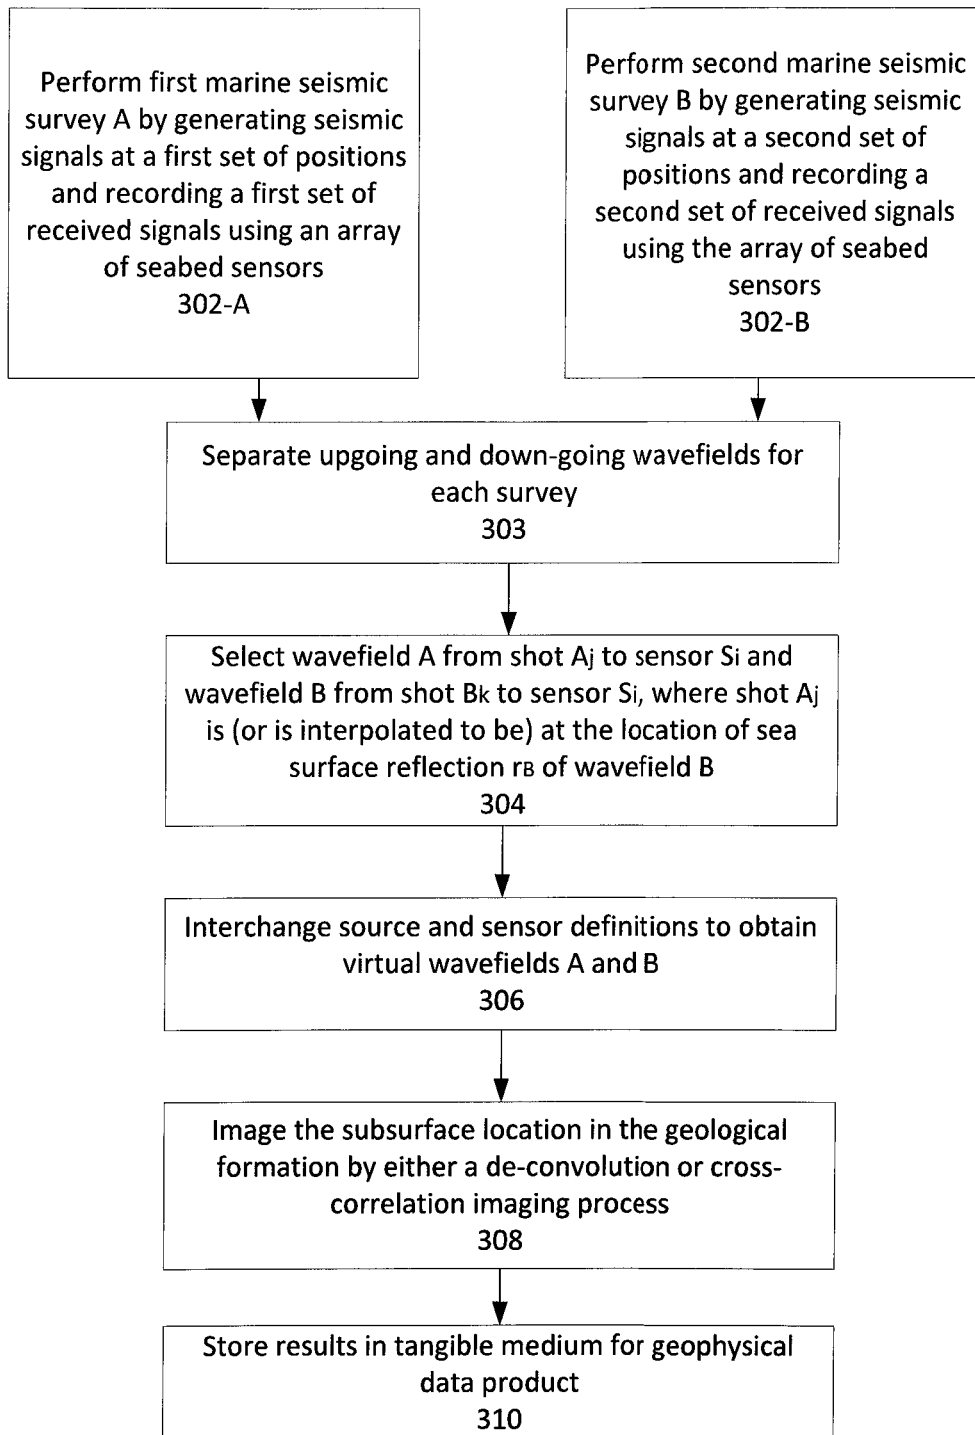 Perform first marine seismic
survey A by generating seismic
signals at a first set of positions
and recording a first set of
received signals using an array
of seabed sensors
302-A
Perform second marine seismic
survey B by generating seismic
signals at a second set of
positions and recording a
second set of received signals
using the array of seabed
sensors
302-B
Separate upgoing and down-going wavefields for
each survey
303
Select wavefield A from shot Aj to sensor Si and
wavefield B from shot Bk to sensor Si, where shot Aj
is (or is interpolated to be) at the location of sea
surface reflection rB of wavefield B
304
Interchange source and sensor definitions to obtain
virtual wavefields A and B
306
Image the subsurface location in the geological
formation by either a de-convolution or cross-
correlation imaging process
308
Store results in tangible medium for geophysical
data product
310